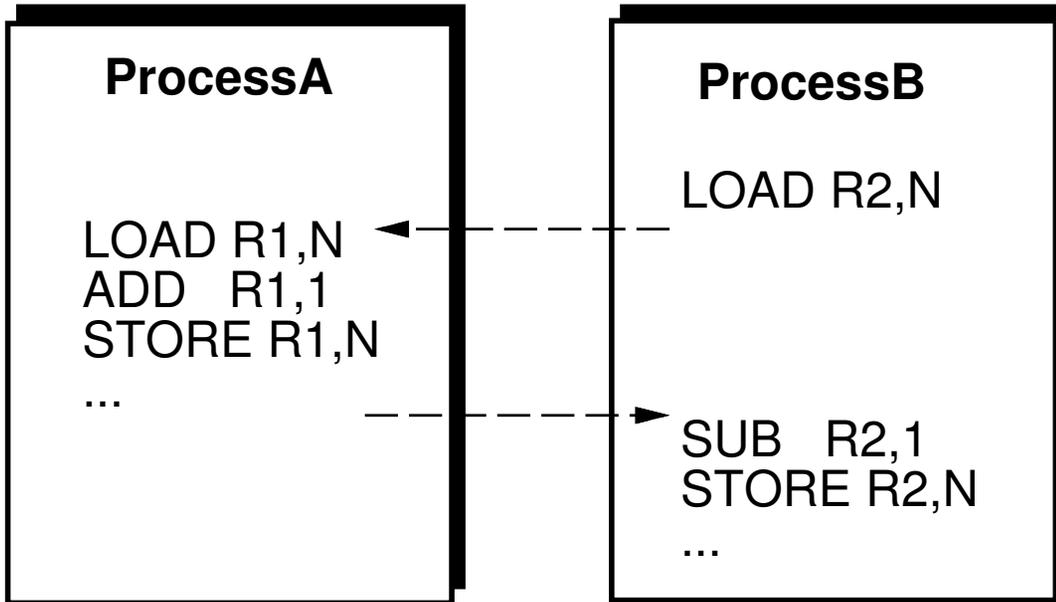 ProcessA
LOAD R1,N
ADD R1,1
STORE R1,N
...
ProcessB
LOAD R2,N
SUB R2,1
STORE R2,N
...